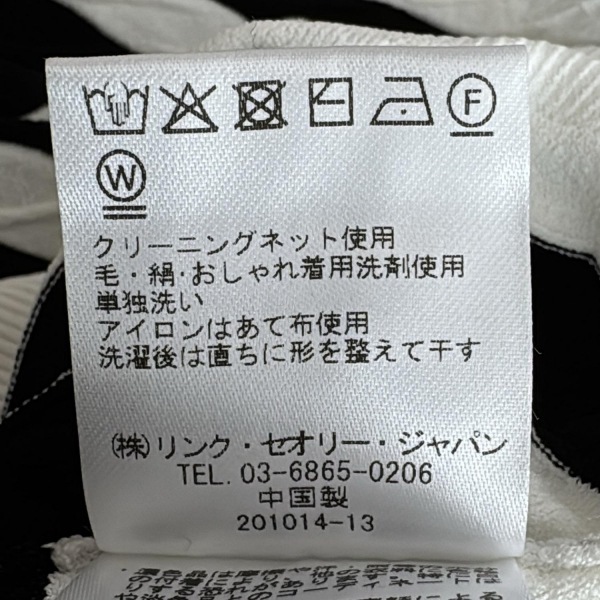 F
W
クリーニングネット使用
毛・絹・おしゃれ着用洗剤使用
単独洗い
アイロンはあて布使用
洗濯後は直ちに形を整えて干す
(株)リンク・セオリー・ジャパン
TEL. 03-6865-0206
中国製
201014-13